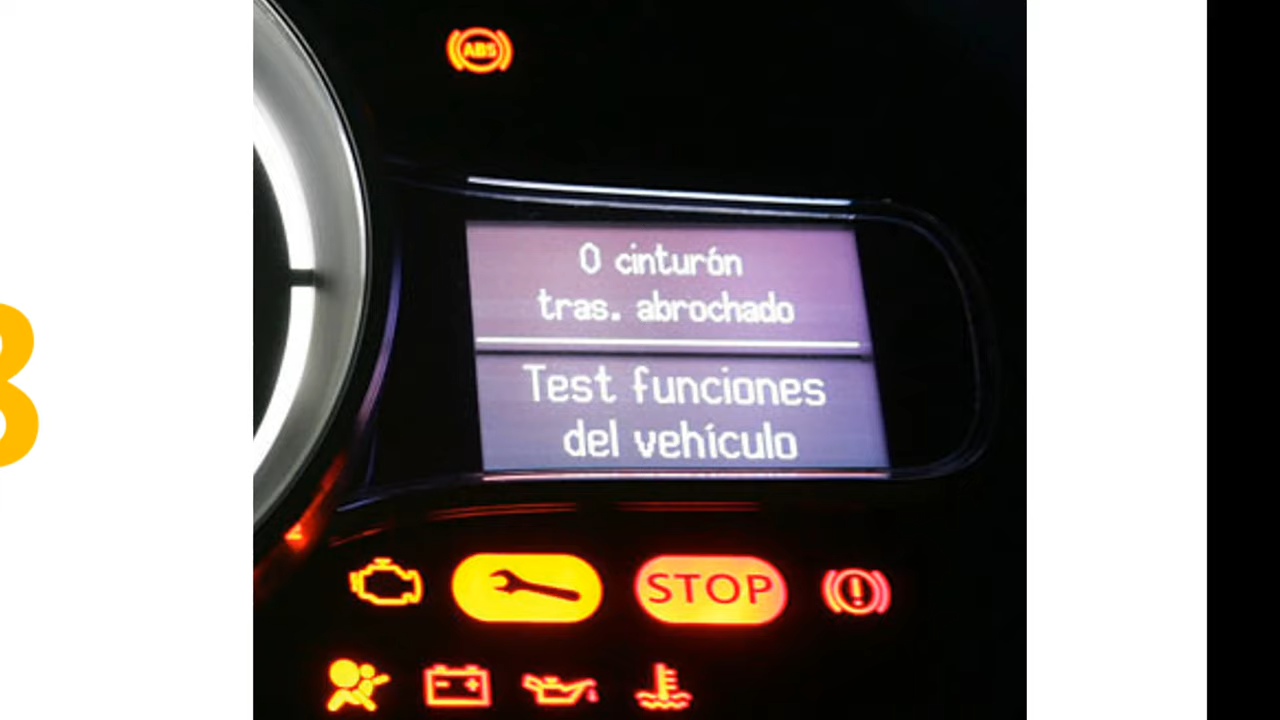 ABS
0 cinturón
tras. abrochado
Test funciones
del vehículo
STOP